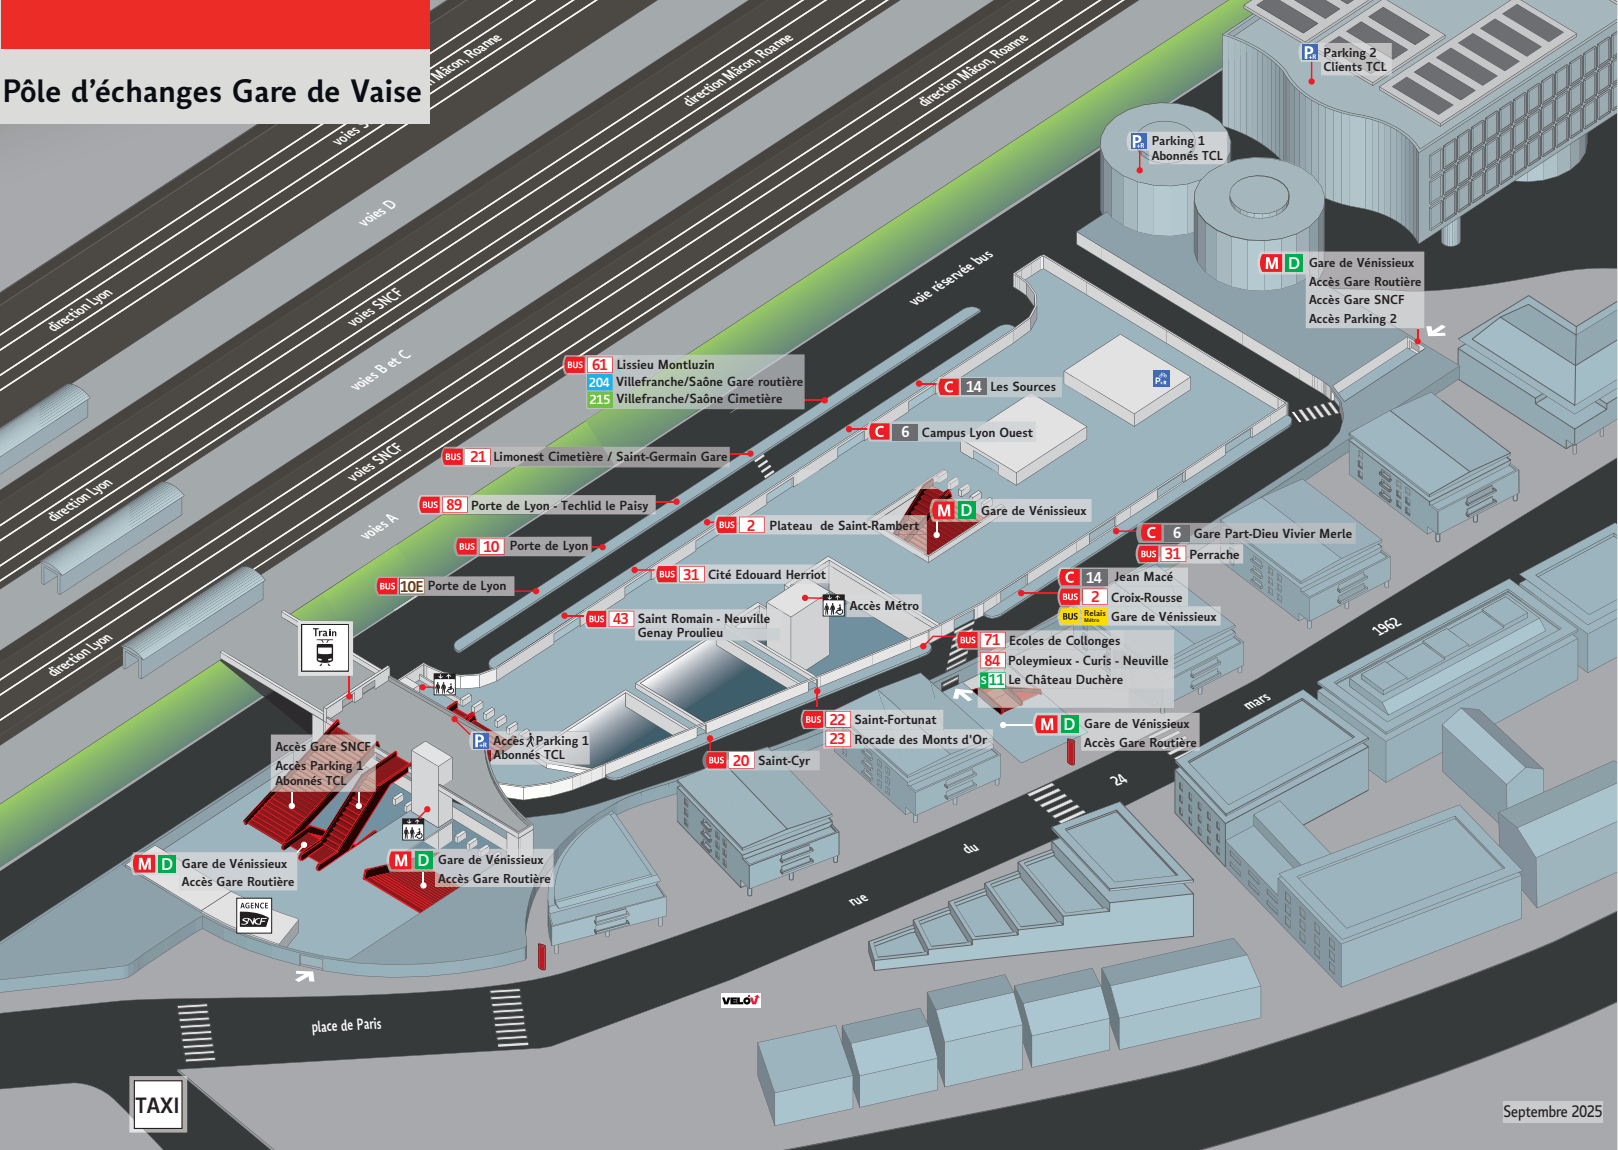 Pôle d'échanges Gare de Vaise
Mâcon, Roanne
voies
direction Mâcon, Roanne
direction Mâcon, Roanne
voies D
direction Lyon
voies SNCF
voies B et C
direction Lyon
voies SNCF
voies A
direction Lyon
voie réservée bus
P+R Parking 2
Clients TCL
P+R Parking 1
Abonnés TCL
M D Gare de Vénissieux
Accès Gare Routière
Accès Gare SNCF
Accès Parking 2
P+R
BUS 61 Lissieu Montluzin
204 Villefranche/Saône Gare routière
215 Villefranche/Saône Cimetière
C 14 Les Sources
C 6 Campus Lyon Ouest
BUS 21 Limonest Cimetière / Saint-Germain Gare
BUS 89 Porte de Lyon - Techlid le Paisy
M D Gare de Vénissieux
BUS 2 Plateau de Saint-Rambert
BUS 10 Porte de Lyon
BUS 31 Cité Edouard Herriot
BUS 10E Porte de Lyon
Accès Métro
BUS 43 Saint Romain - Neuville
Genay Proulieu
C 6 Gare Part-Dieu Vivier Merle
BUS 31 Perrache
C 14 Jean Macé
BUS 2 Croix-Rousse
BUS Relais Métro Gare de Vénissieux
BUS 71 Ecoles de Collonges
84 Poleymieux - Curis - Neuville
S11 Le Château Duchère
M D Gare de Vénissieux
Accès Gare Routière
BUS 22 Saint-Fortunat
23 Rocade des Monts d'Or
BUS 20 Saint-Cyr
Train
P+R Accès Parking 1
Abonnés TCL
Accès Gare SNCF
Accès Parking 1
Abonnés TCL
M D Gare de Vénissieux
Accès Gare Routière
M D Gare de Vénissieux
Accès Gare Routière
AGENCE
SNCF
rue
du
24
mars
1962
place de Paris
VELO'V
TAXI
Septembre 2025